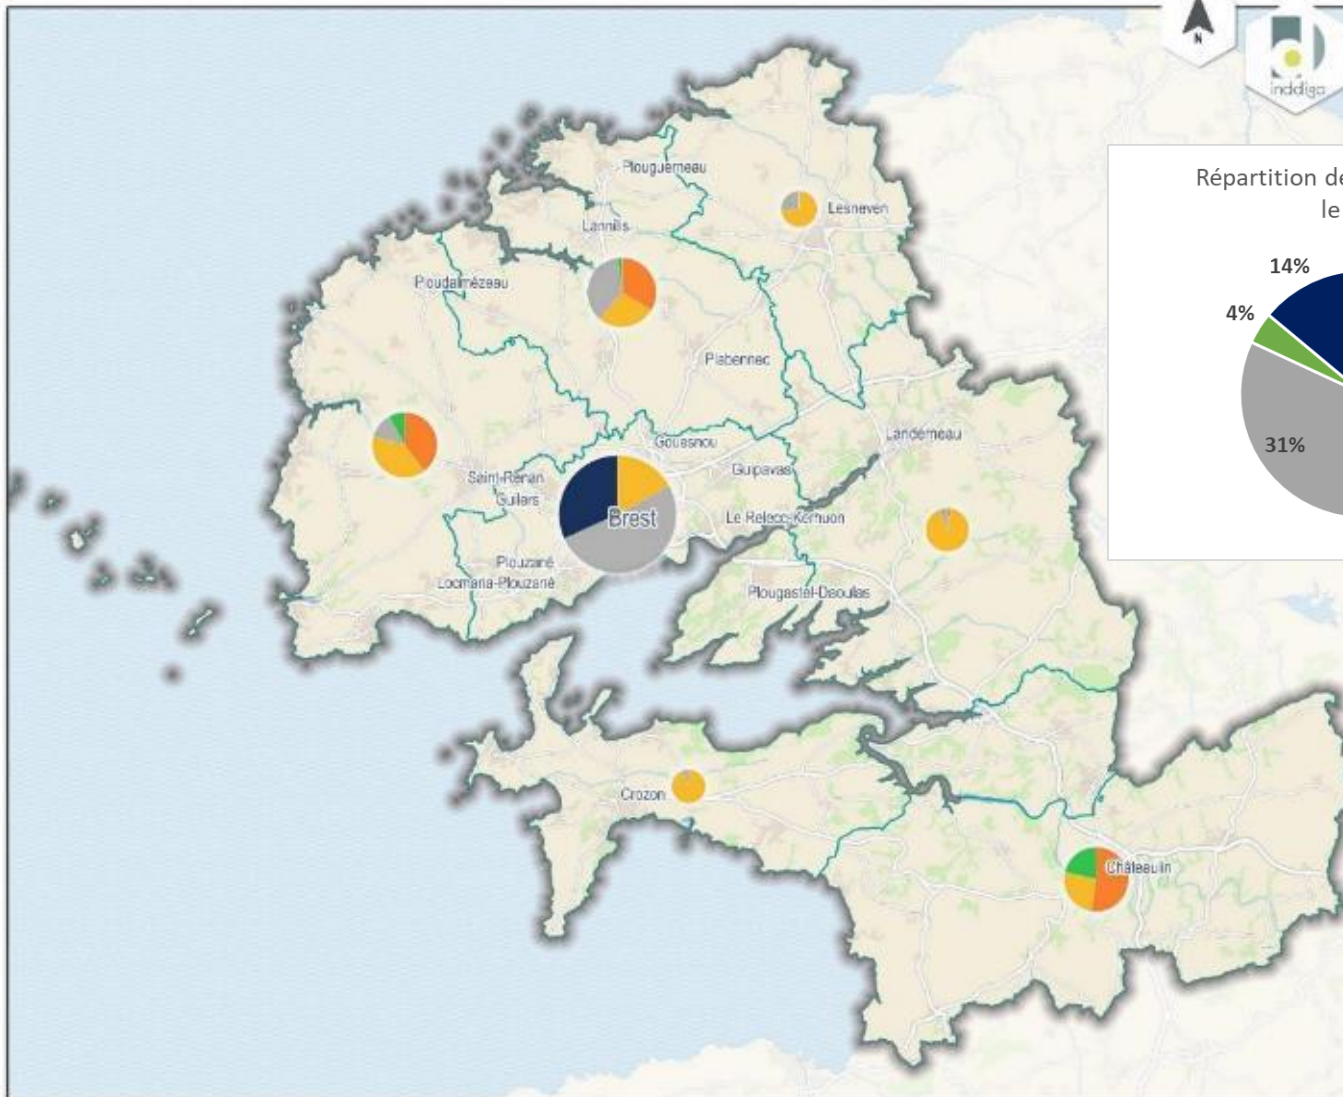 N
inddigo
Répartition de
le
14%
4%
31%
Plouguerneau
Lesneven
Lannilis
Ploudalmézeau
Plabennec
Landerneau
Gouesnou
Guipavas
Saint-Renan
Guilers
Brest
Le Relecq-Kerhuon
Plouzané
Locmaria-Plouzané
Plougastel-Daoulas
Crozon
Châteaulin